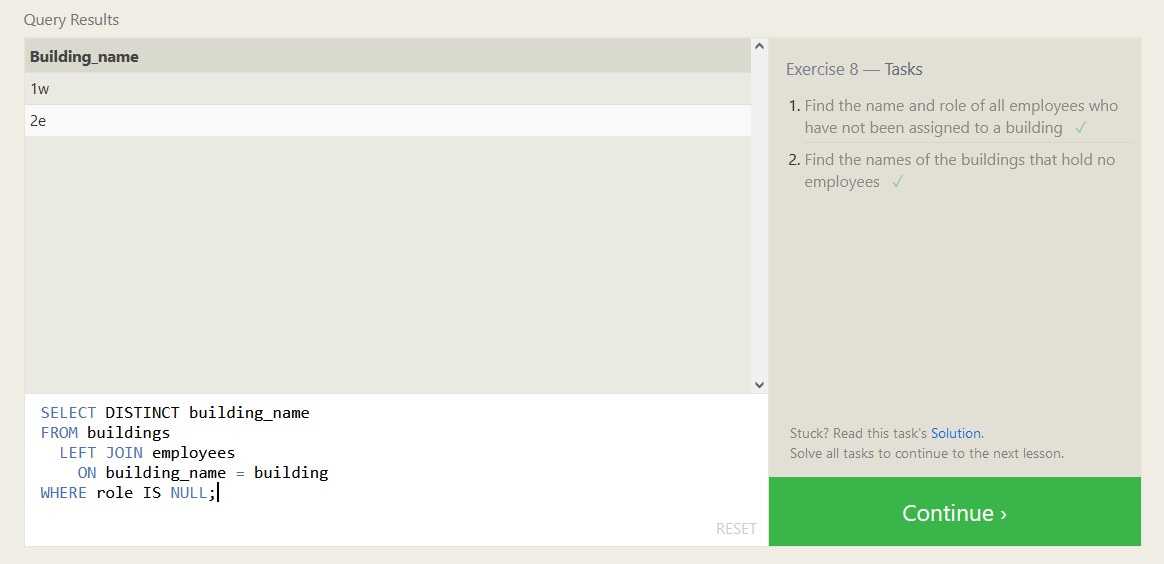 Query Results
Building_name
1w
2e
SELECT DISTINCT building_name
FROM buildings
  LEFT JOIN employees
    ON building_name = building
WHERE role IS NULL;
RESET
Exercise 8 — Tasks
1. Find the name and role of all employees who
have not been assigned to a building ✓
2. Find the names of the buildings that hold no
employees ✓
Stuck? Read this task's Solution.
Solve all tasks to continue to the next lesson.
Continue ›